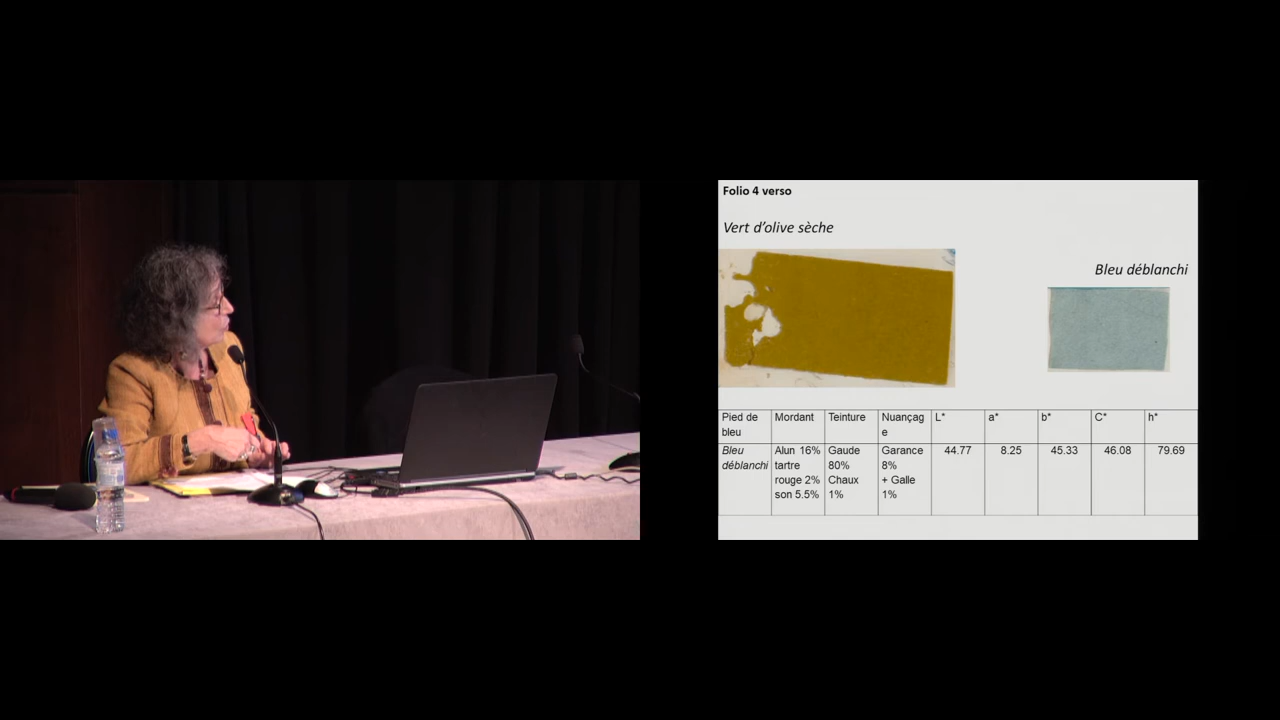 Folio 4 verso
Vert d'olive sèche
Bleu déblanchi
Pied de bleu Mordant Teinture Nuançag e L* a* b* C* h*
Bleu déblanchi Alun 16% tartre rouge 2% son 5.5% Gaude 80% Chaux 1% Garance 8% + Galle 1% 44.77 8.25 45.33 46.08 79.69